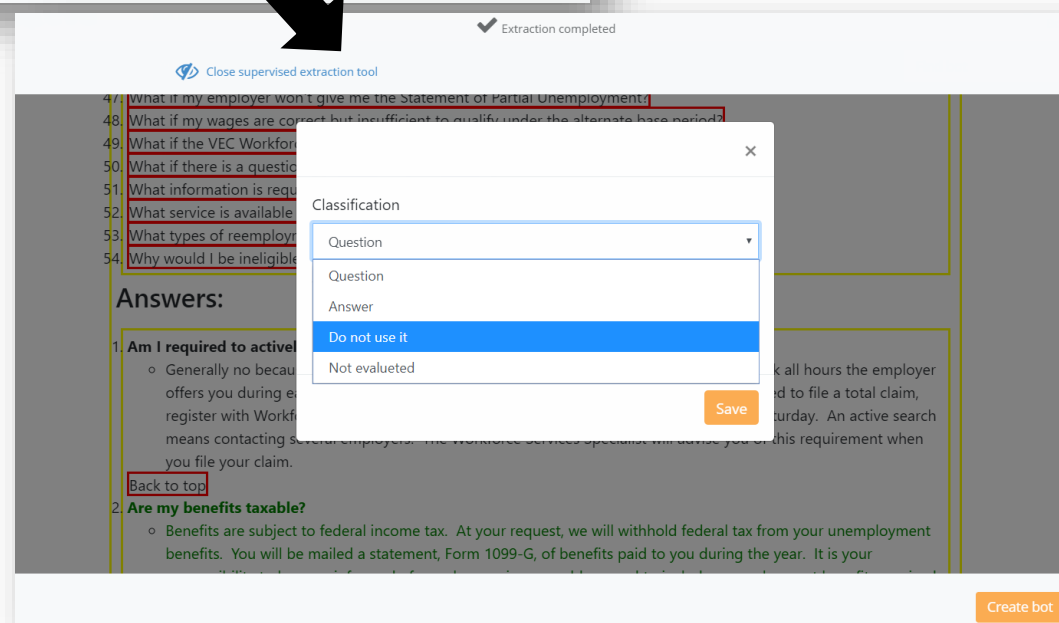 Extraction completed
Close supervised extraction tool
47. What if my employer won't give me the Statement of Partial Unemployment?
48. What if my wages are correct but insufficient to qualify under the alternate base period?
49. What if the VEC Workfor
50. What if there is a questio
51. What information is requ
52. What service is available
53. What types of reemploy
54. Why would I be ineligible
×
Classification
Question
Question
Answer
Do not use it
Not evalueted
Save
Answers:
1. Am I required to activel
Generally no becau k all hours the employer
offers you during ea ed to file a total claim,
register with Workf turday. An active search
means contacting several employers. The Workforce Services Specialist will advise you of this requirement when
you file your claim.
Back to top
2. Are my benefits taxable?
Benefits are subject to federal income tax. At your request, we will withhold federal tax from your unemployment
benefits. You will be mailed a statement, Form 1099-G, of benefits paid to you during the year. It is your
Create bot